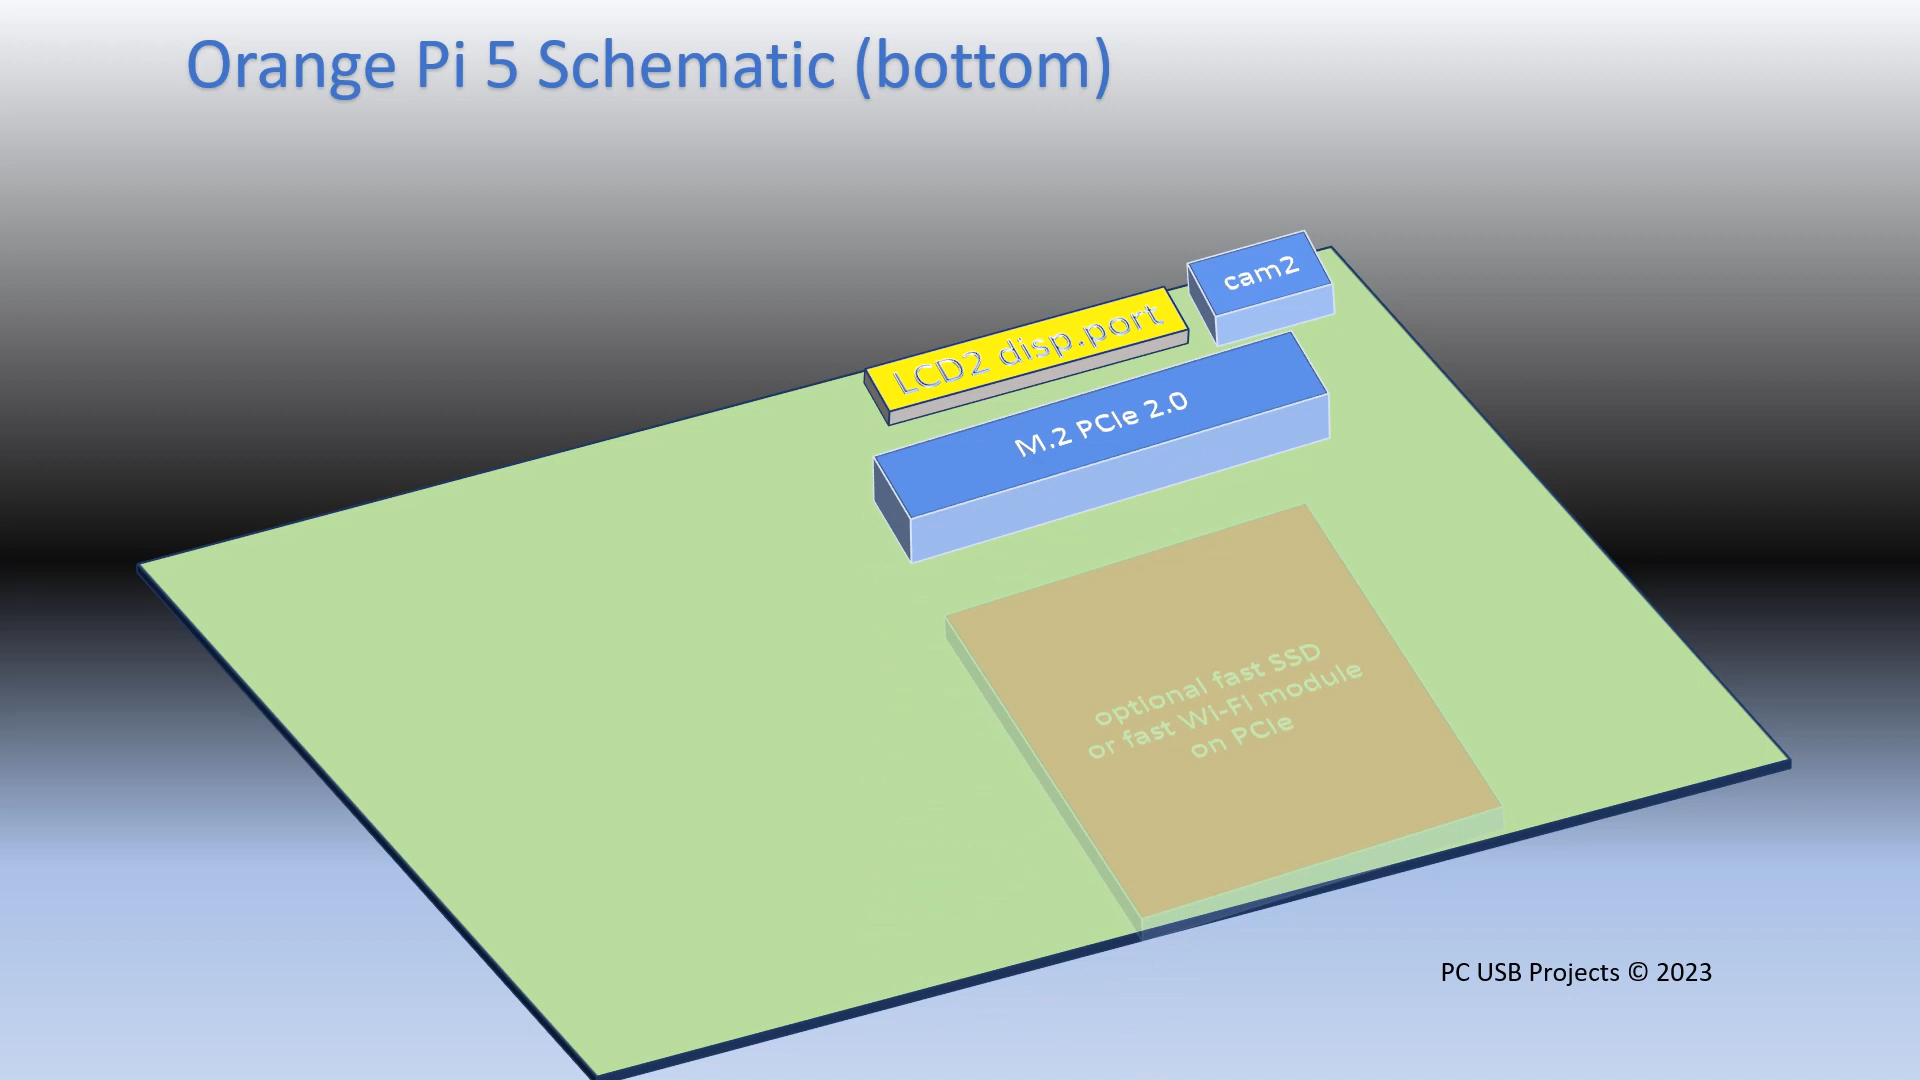 Orange Pi 5 Schematic (bottom)
cam2
LCD2 disp.port
M.2 PCIe 2.0
optional fast SSD
or fast Wi-Fi module
on PCIe
PC USB Projects © 2023